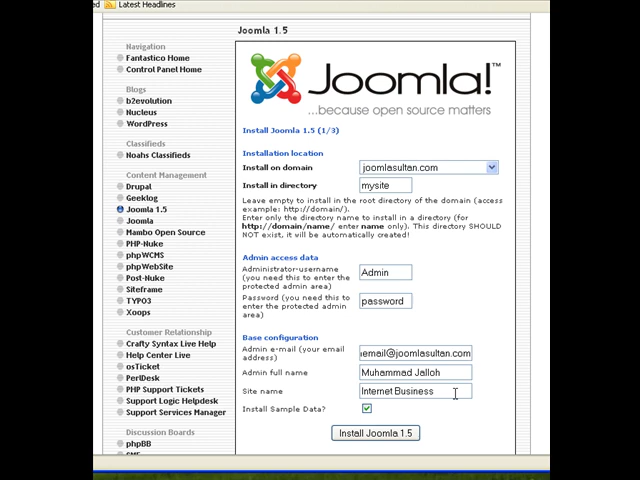 Latest Headlines
Joomla 1.5
Navigation
Fantastico Home
Control Panel Home
Blogs
b2evolution
Nucleus
WordPress
Classifieds
Noahs Classifieds
Content Management
Drupal
Geeklog
Joomla 1.5
Joomla
Mambo Open Source
PHP-Nuke
phpWCMS
phpWebSite
Post-Nuke
Siteframe
TYPO3
Xoops
Customer Relationship
Crafty Syntax Live Help
Help Center Live
osTicket
PerlDesk
PHP Support Tickets
Support Logic Helpdesk
Support Services Manager
Discussion Boards
phpBB
Joomla!™
...because open source matters
Install Joomla 1.5 (1/3)
Installation location
Install on domain joomlasultan.com
Install in directory mysite
Leave empty to install in the root directory of the domain (access
example: http://domain/).
Enter only the directory name to install in a directory (for
http://domain/name/ enter name only). This directory SHOULD
NOT exist, it will be automatically created!
Admin access data
Administrator-username Admin
(you need this to enter the
protected admin area)
Password (you need this to password
enter the protected admin
area)
Base configuration
Admin e-mail (your email email@joomlasultan.com
address)
Admin full name Muhammad Jalloh
Site name Internet Business
Install Sample Data?
Install Joomla 1.5